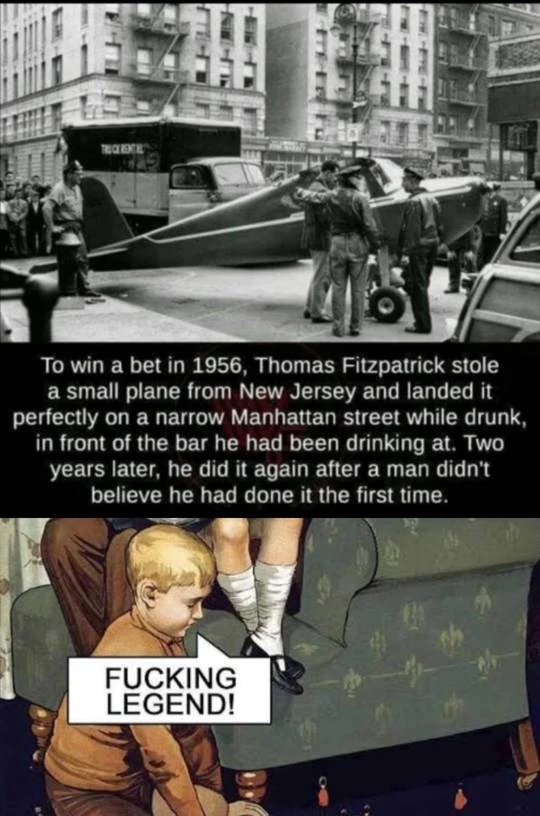 TRUCK RENTAL
To win a bet in 1956, Thomas Fitzpatrick stole
a small plane from New Jersey and landed it
perfectly on a narrow Manhattan street while drunk,
in front of the bar he had been drinking at. Two
years later, he did it again after a man didn't
believe he had done it the first time.
FUCKING
LEGEND!